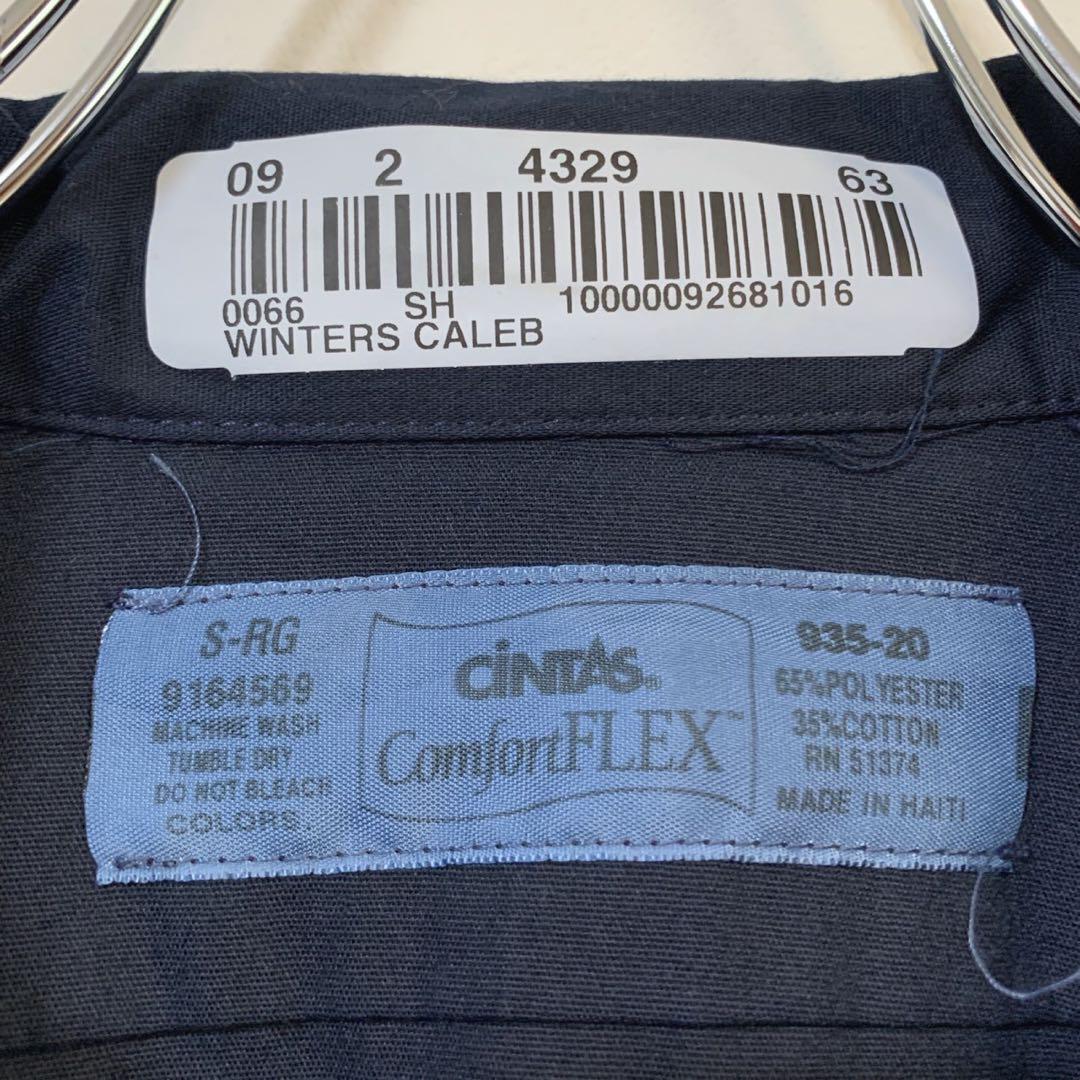 09 2 4329 63
0066 SH 10000092681016
WINTERS CALEB
S-RG
9164569
MACHINE WASH
TUMBLE DRY
DO NOT BLEACH
COLORS
CiNTAS®
ComfortFLEX™
935-20
65%POLYESTER
35%COTTON
RN 51374
MADE IN HAITI